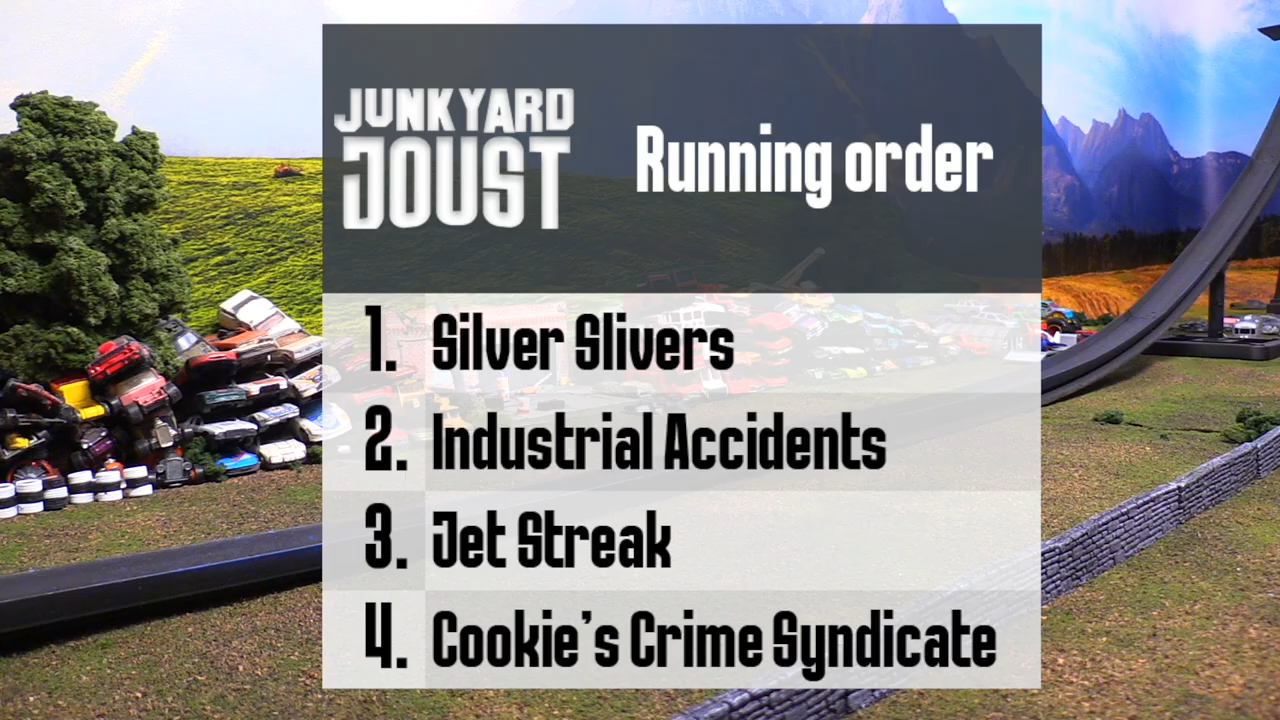 JUNKYARD
JOUST
Running order
1. Silver Slivers
2. Industrial Accidents
3. Jet Streak
4. Cookie's Crime Syndicate